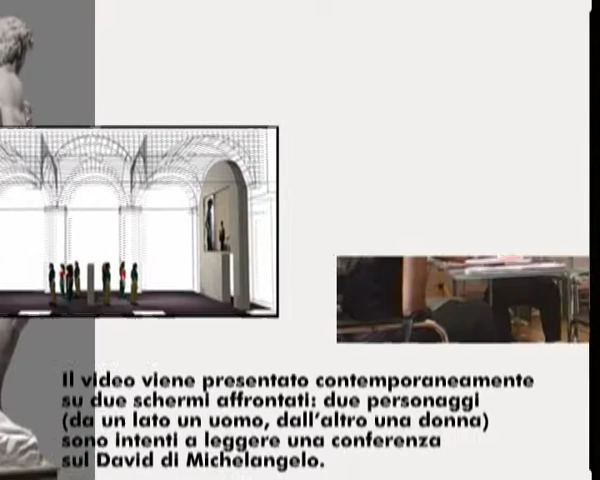 Il video viene presentato contemporaneamente
su due schermi affrontati: due personaggi
(da un lato un uomo, dall'altro una donna)
sono intenti a leggere una conferenza
sul David di Michelangelo.